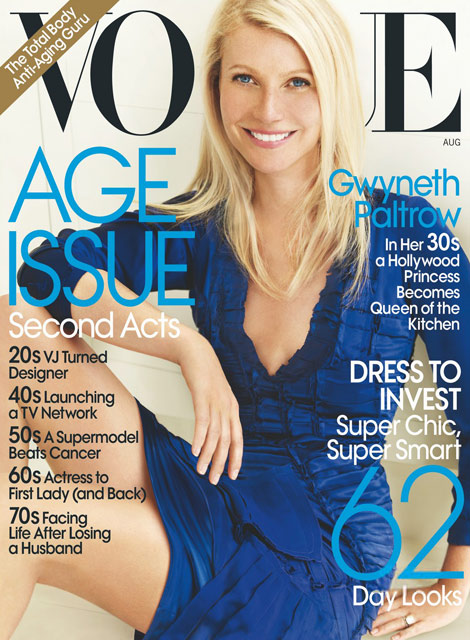 The Total Body
Anti-Aging Guru
VOGUE
AUG
AGE
ISSUE
Second Acts
20s VJ Turned
Designer
40s Launching
a TV Network
50s A Supermodel
Beats Cancer
60s Actress to
First Lady (and Back)
70s Facing
Life After Losing
a Husband
Gwyneth
Paltrow
In Her 30s
a Hollywood
Princess
Becomes
Queen of the
Kitchen
DRESS TO
INVEST
Super Chic,
Super Smart
62
Day Looks